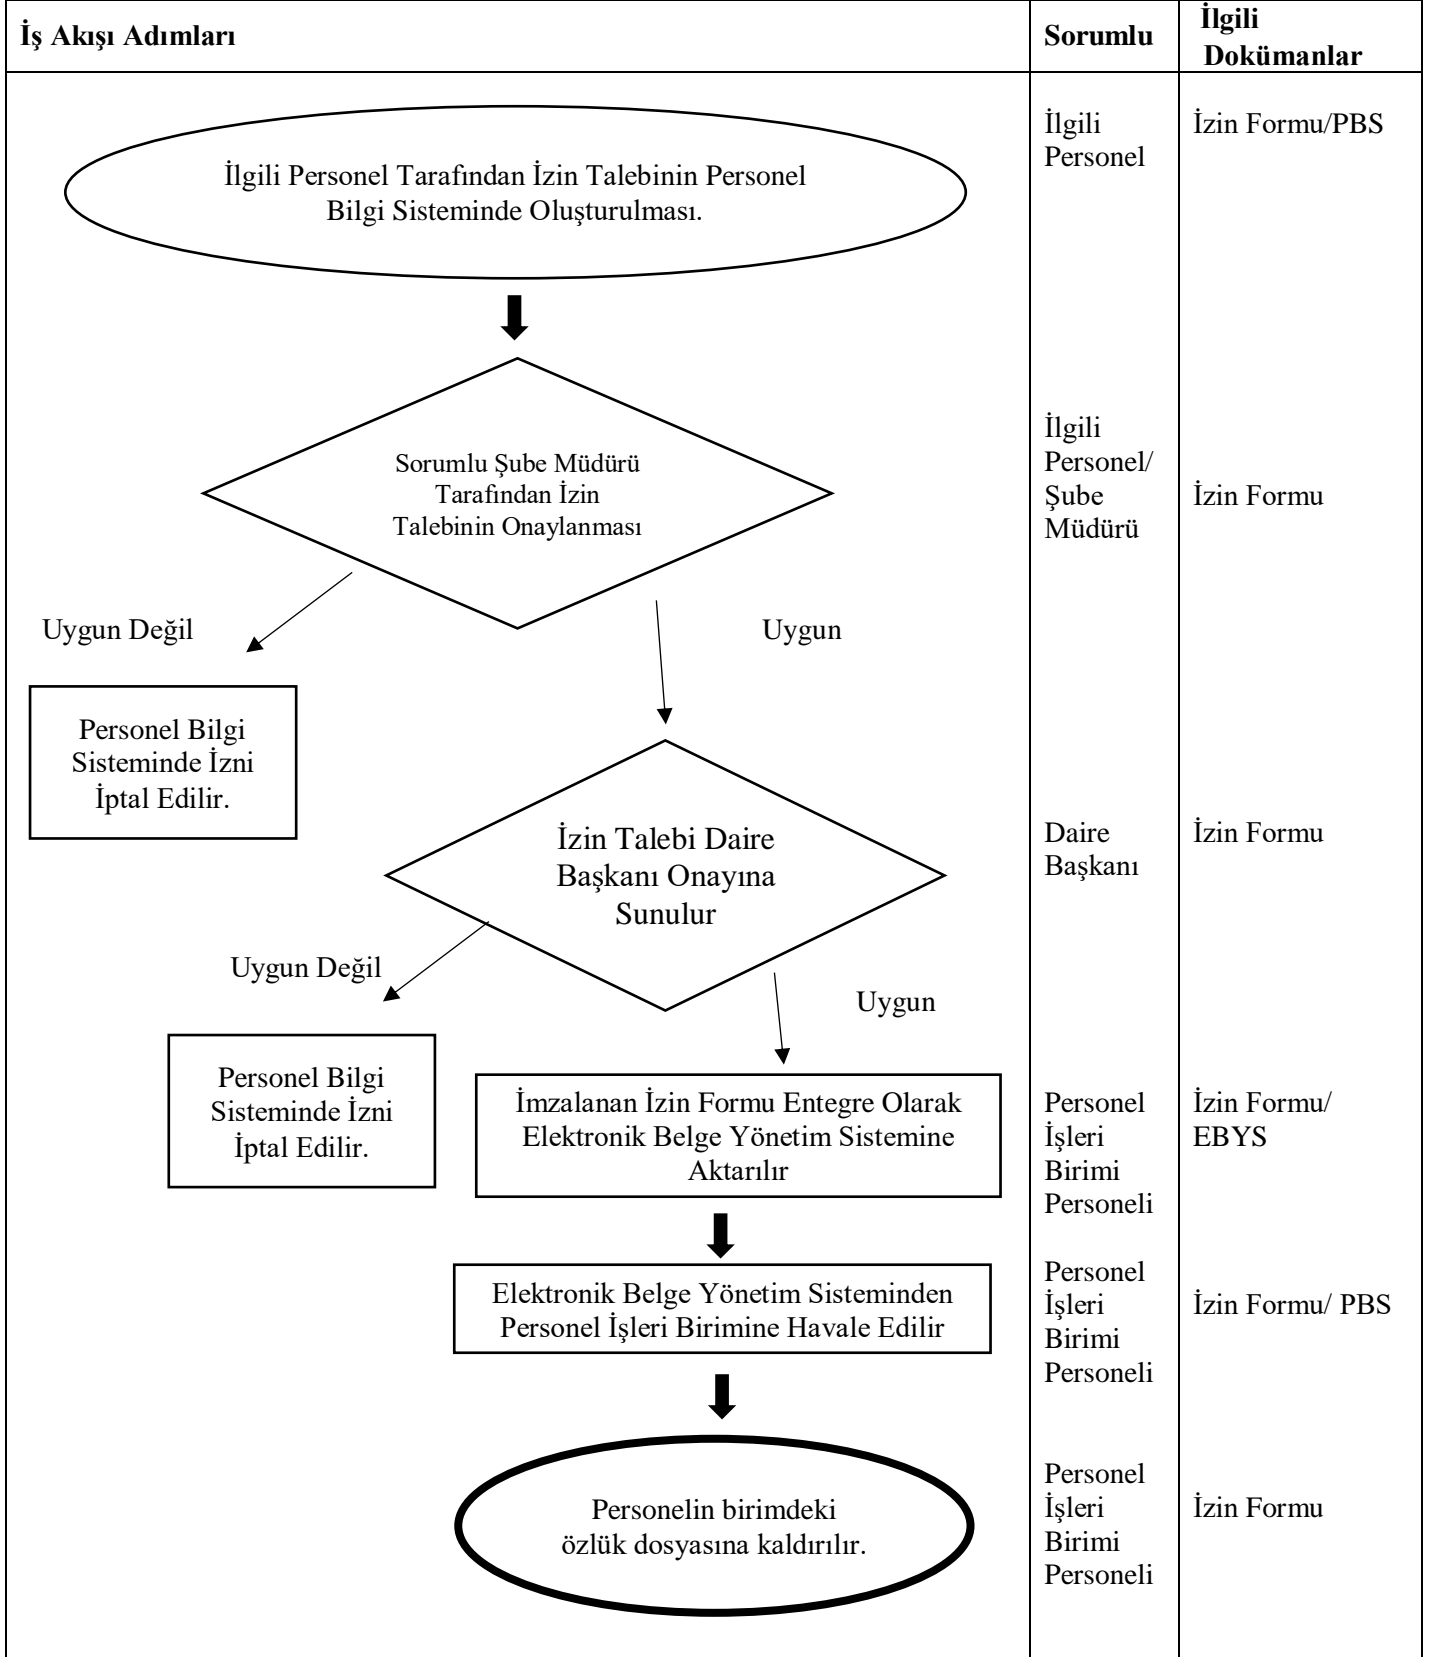 İş Akışı Adımları
Sorumlu
İlgili
Dokümanlar
İlgili Personel Tarafından İzin Talebinin Personel
Bilgi Sisteminde Oluşturulması.
İlgili
Personel
İzin Formu/PBS
Sorumlu Şube Müdürü
Tarafından İzin
Talebinin Onaylanması
İlgili
Personel/
Şube
Müdürü
İzin Formu
Uygun Değil
Uygun
Personel Bilgi
Sisteminde İzni
İptal Edilir.
İzin Talebi Daire
Başkanı Onayına
Sunulur
Daire
Başkanı
İzin Formu
Uygun Değil
Uygun
Personel Bilgi
Sisteminde İzni
İptal Edilir.
İmzalanan İzin Formu Entegre Olarak
Elektronik Belge Yönetim Sistemine
Aktarılır
Personel
İşleri
Birimi
Personeli
İzin Formu/
EBYS
Elektronik Belge Yönetim Sisteminden
Personel İşleri Birimine Havale Edilir
Personel
İşleri
Birimi
Personeli
İzin Formu/ PBS
Personelin birimdeki
özlük dosyasına kaldırılır.
Personel
İşleri
Birimi
Personeli
İzin Formu